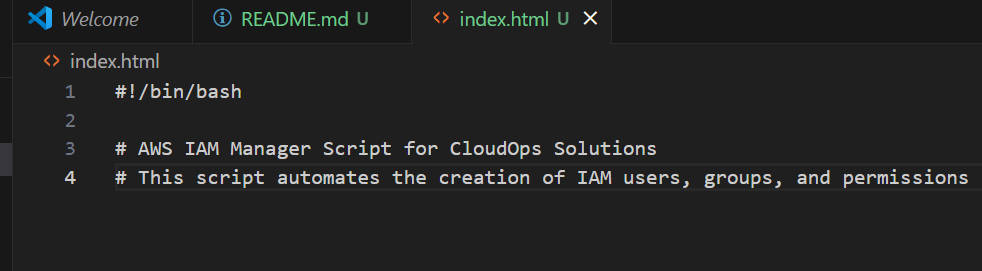 Welcome README.md U index.html U
index.html
1 #!/bin/bash
2
3 # AWS IAM Manager Script for CloudOps Solutions
4 # This script automates the creation of IAM users, groups, and permissions